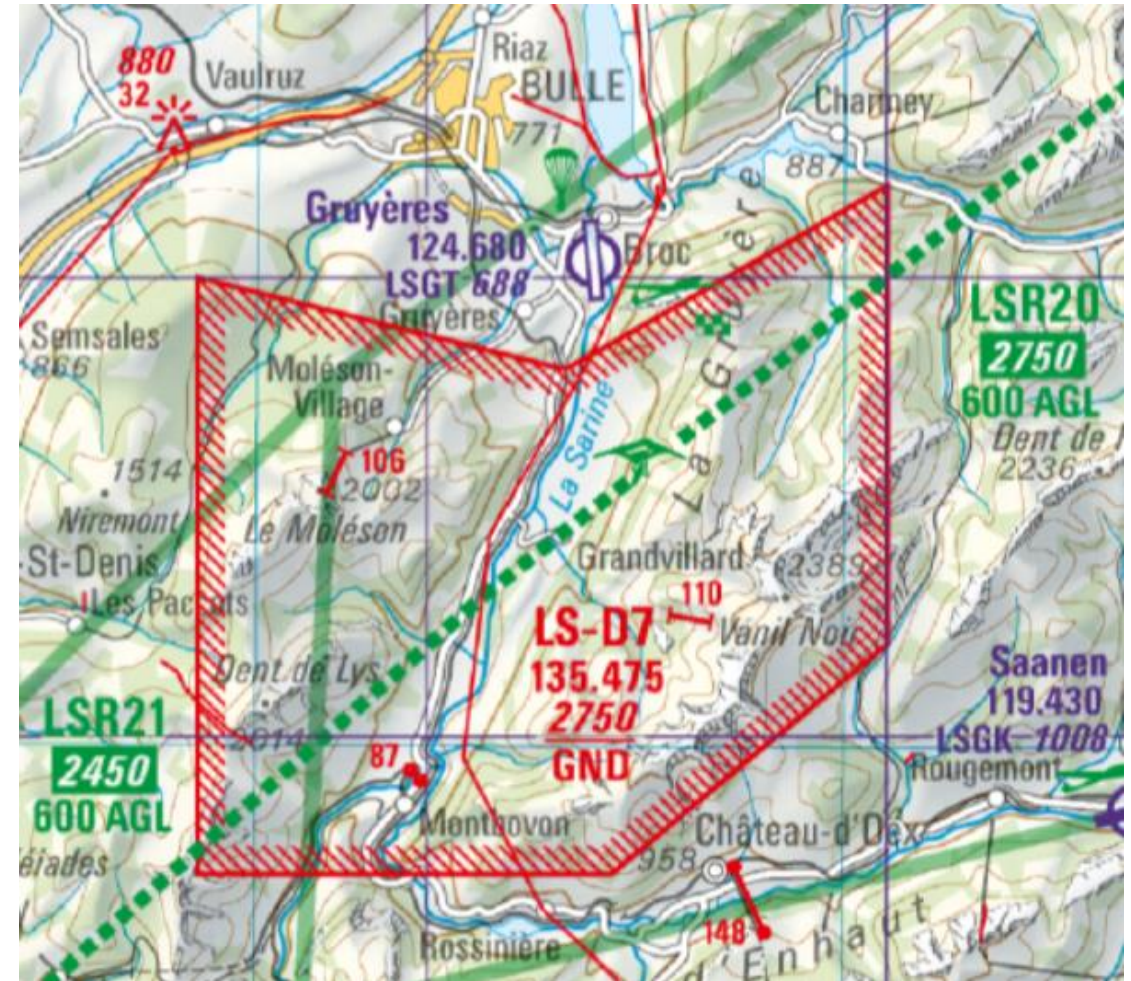 880
32
Vaulruz
Riaz
BULLE
771
Charmey
887
Gruyères
124.680
LSGT 688
Broc
Gruyères
La Gruyère
Semsales
866
Moléson-
Village
LSR20
2750
600 AGL
Dent de
2236
1514
Niremont
106
2002
Le Moléson
La Sarine
St-Denis
Les Pac ots
Grandvillard
2389
110
Vanil Noir
LS-D7
135.475
2750
GND
Dent de Lys
2014
Saanen
119.430
LSGK 1008
Rougemont
LSR21
2450
600 AGL
87
Montbovon
Château-d'Oex
958
éiades
148
Rossinière
d'Enhaut